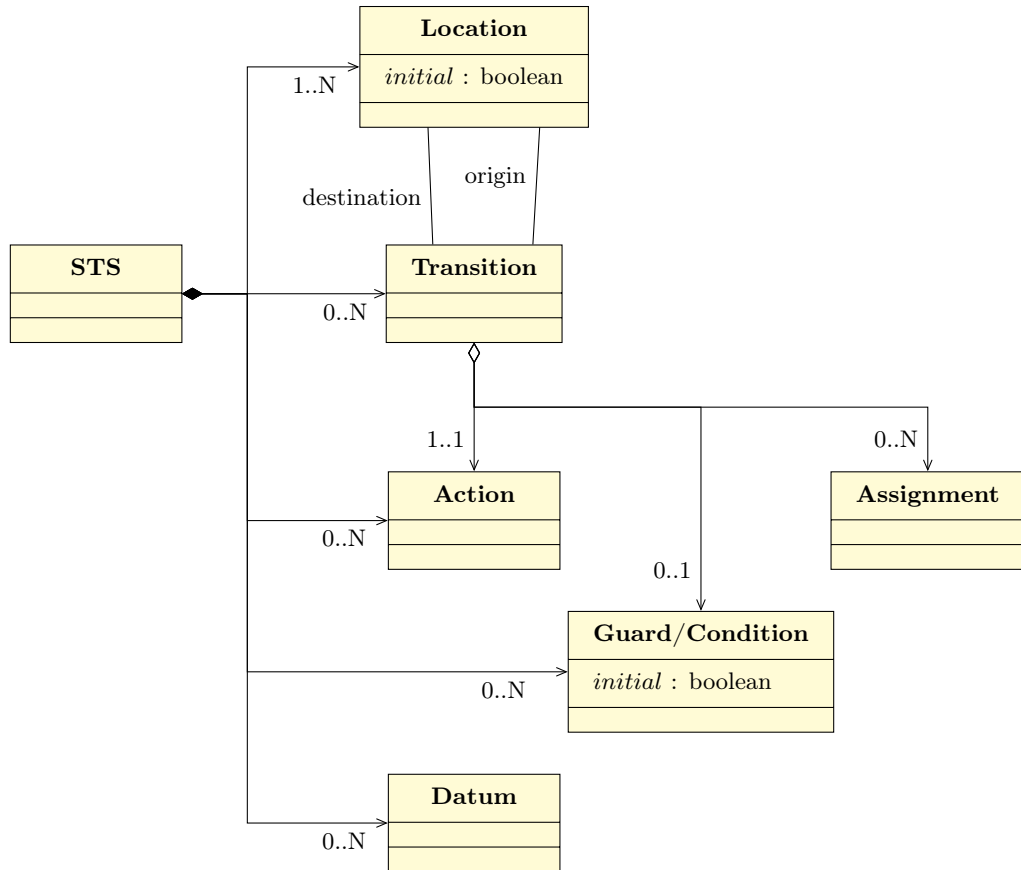 Location
initial : boolean
1..N
origin
destination
STS
Transition
0..N
1..1
0..N
Action
Assignment
0..N
0..1
Guard/Condition
initial : boolean
0..N
Datum
0..N